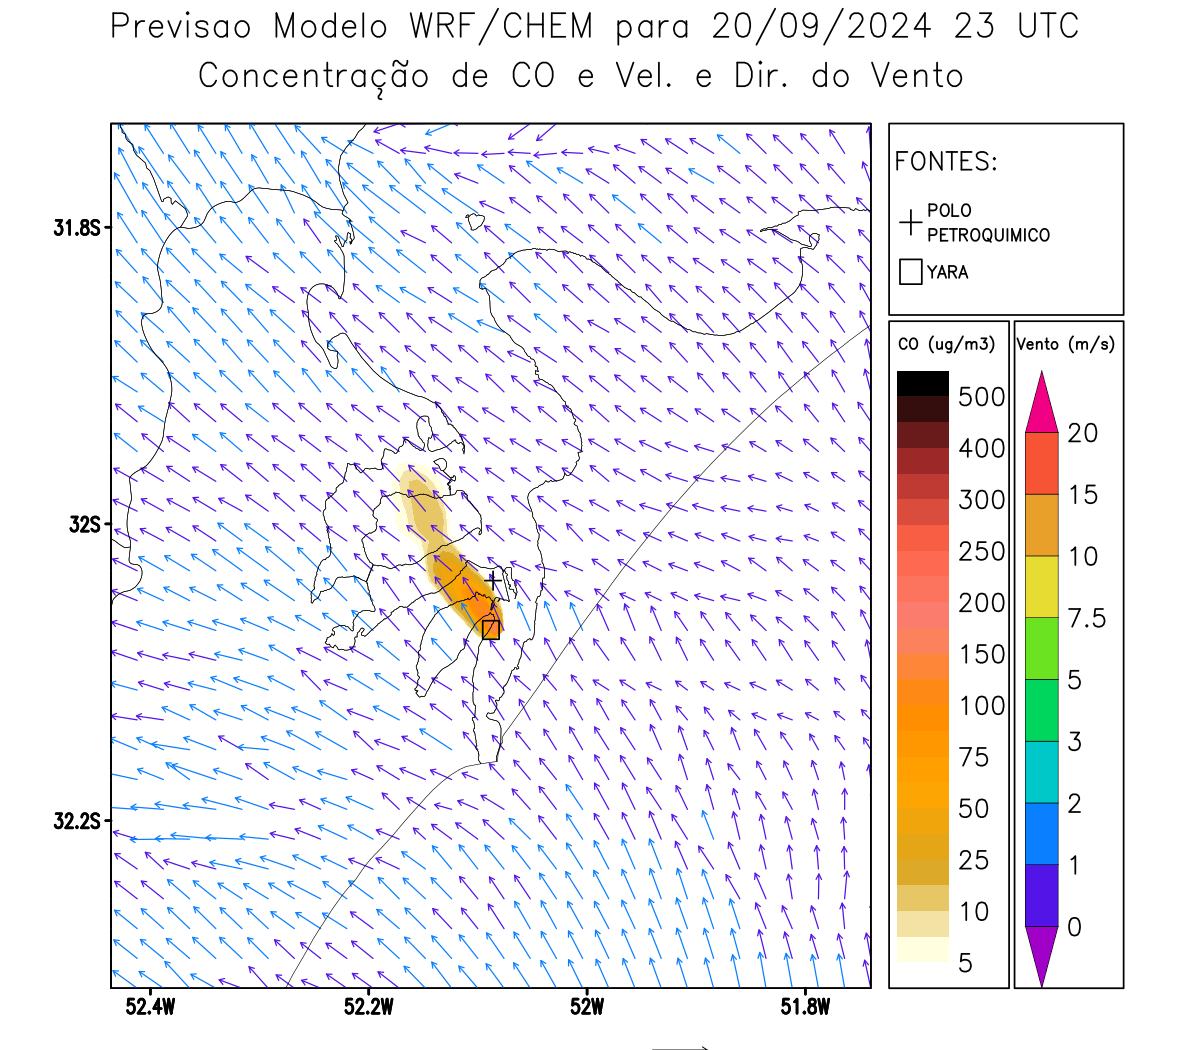 Previsao Modelo WRF/CHEM para 20/09/2024 23 UTC
Concentração de CO e Vel. e Dir. do Vento
FONTES:
POLO
PETROQUIMICO
YARA
CO (ug/m3)
500
400
300
250
200
150
100
75
50
25
10
5
Vento (m/s)
20
15
10
7.5
5
3
2
1
0
31.8S
32S
32.2S
52.4W
52.2W
52W
51.8W